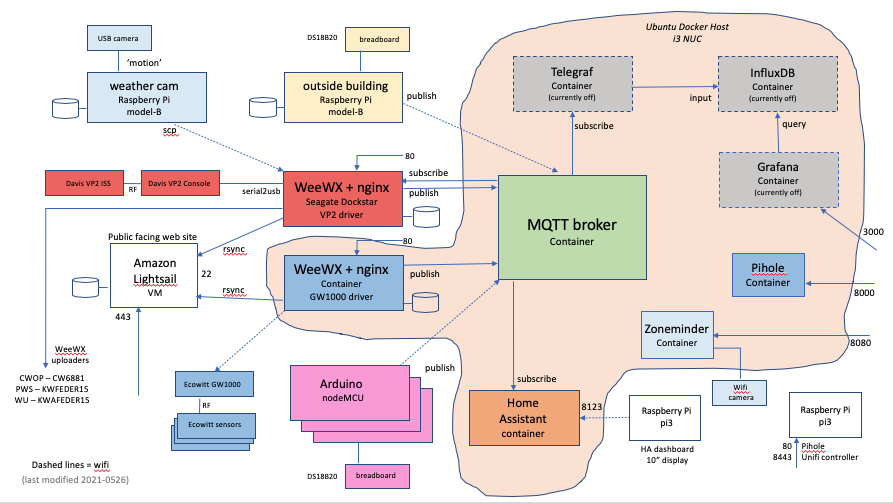 Ubuntu Docker Host
i3 NUC
USB camera
'motion'
weather cam
Raspberry Pi
model-B
scp
DS18B20
breadboard
outside building
Raspberry Pi
model-B
publish
Telegraf
Container
(currently off)
input
InfluxDB
Container
(currently off)
subscribe
query
Grafana
Container
(currently off)
3000
80
subscribe
publish
Davis VP2 ISS
RF
Davis VP2 Console
serial2usb
WeeWX + nginx
Seagate Dockstar
VP2 driver
MQTT broker
Container
Public facing web site
Amazon
Lightsail
VM
rsync
22
rsync
443
80
WeeWX + nginx
Container
GW1000 driver
publish
Pihole
Container
8000
Zoneminder
Container
8080
WeeWX
uploaders
CWOP – CW6881
PWS – KWFEDER15
WU – KWAFEDER15
Ecowitt GW1000
RF
Ecowitt sensors
Arduino
nodeMCU
publish
DS18B20
breadboard
subscribe
Home
Assistant
container
8123
Raspberry Pi
pi3
HA dashboard
10" display
Wifi
camera
Raspberry Pi
pi3
80 Pihole
8443 Unifi controller
Dashed lines = wifi
(last modified 2021-0526)